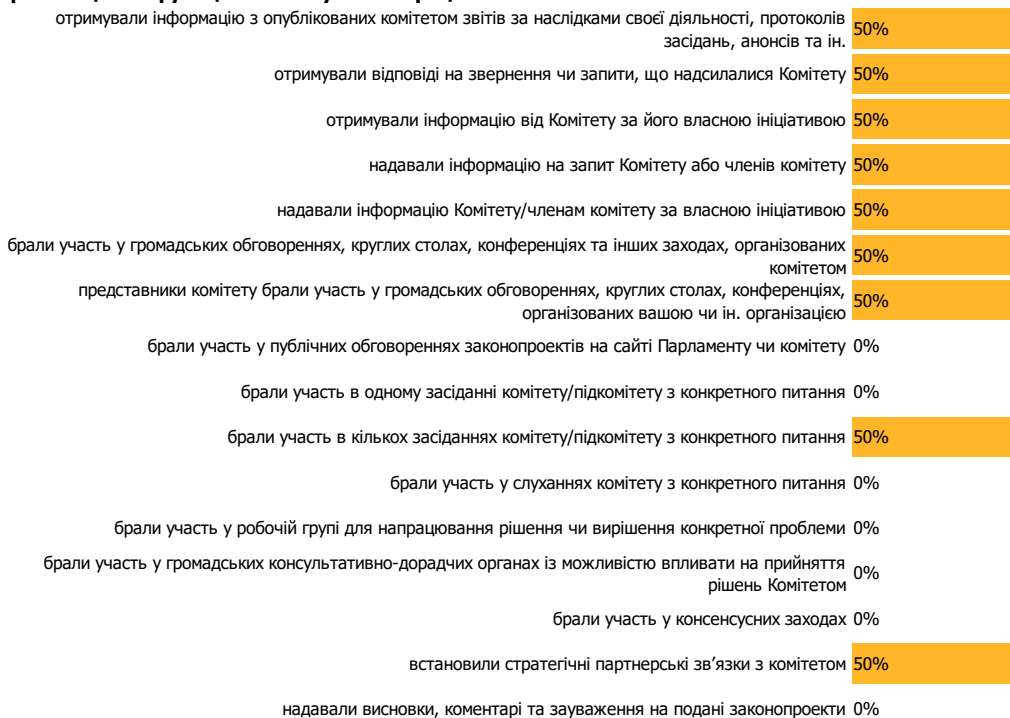 отримували інформацію з опублікованих комітетом звітів за наслідками своєї діяльності, протоколів
засідань, анонсів та ін.
50%
отримували відповіді на звернення чи запити, що надсилалися Комітету 50%
отримували інформацію від Комітету за його власною ініціативою 50%
надавали інформацію на запит Комітету або членів комітету 50%
надавали інформацію Комітету/членам комітету за власною ініціативою 50%
брали участь у громадських обговореннях, круглих столах, конференціях та інших заходах, організованих
комітетом
50%
представники комітету брали участь у громадських обговореннях, круглих столах, конференціях,
організованих вашою чи ін. організацією
50%
брали участь у публічних обговореннях законопроектів на сайті Парламенту чи комітету 0%
брали участь в одному засіданні комітету/підкомітету з конкретного питання 0%
брали участь в кількох засіданнях комітету/підкомітету з конкретного питання 50%
брали участь у слуханнях комітету з конкретного питання 0%
брали участь у робочій групі для напрацювання рішення чи вирішення конкретної проблеми 0%
брали участь у громадських консультативно-дорадчих органах із можливістю впливати на прийняття
рішень Комітетом
0%
брали участь у консенсусних заходах 0%
встановили стратегічні партнерські зв’язки з комітетом 50%
надавали висновки, коментарі та зауваження на подані законопроекти 0%